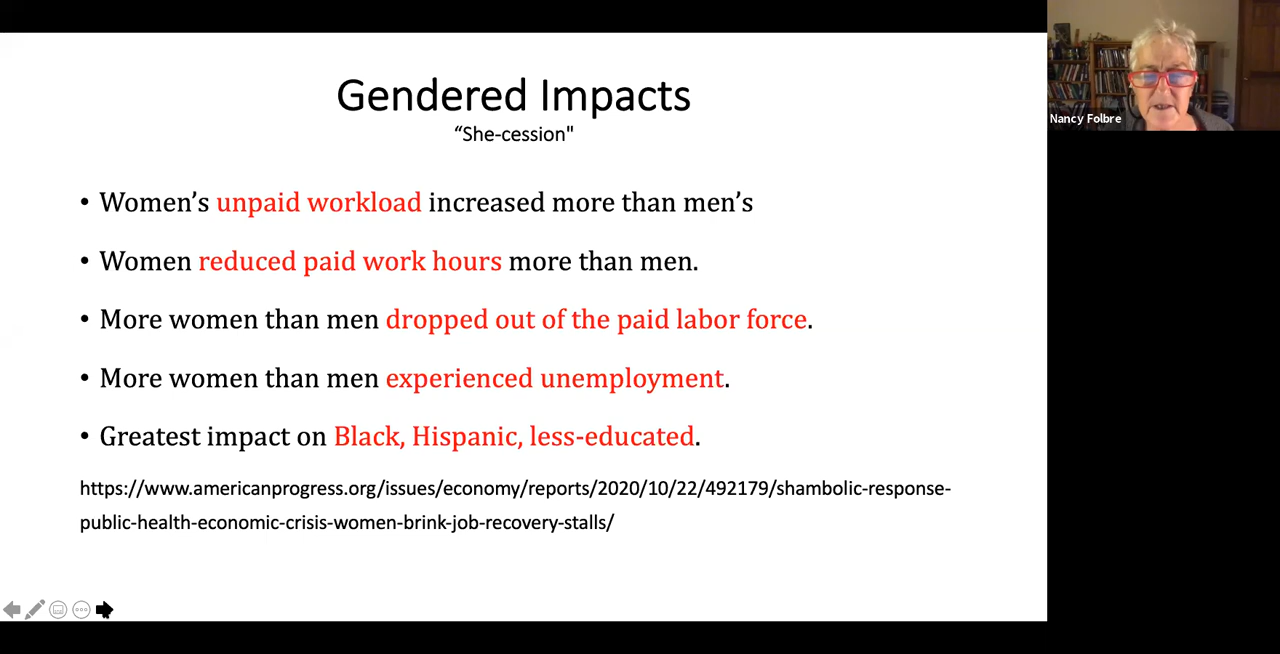 Gendered Impacts
“She-cession"
• Women’s unpaid workload increased more than men’s
• Women reduced paid work hours more than men.
• More women than men dropped out of the paid labor force.
• More women than men experienced unemployment.
• Greatest impact on Black, Hispanic, less-educated.
https://www.americanprogress.org/issues/economy/reports/2020/10/22/492179/shambolic-response-
public-health-economic-crisis-women-brink-job-recovery-stalls/
Nancy Folbre